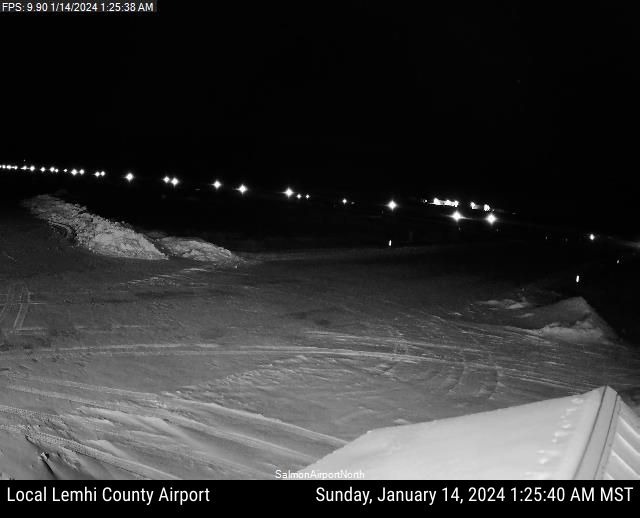 FPS: 9.90 1/14/2024 1:25:38 AM
SalmonAirportNorth
Local Lemhi County Airport Sunday, January 14, 2024 1:25:40 AM MST